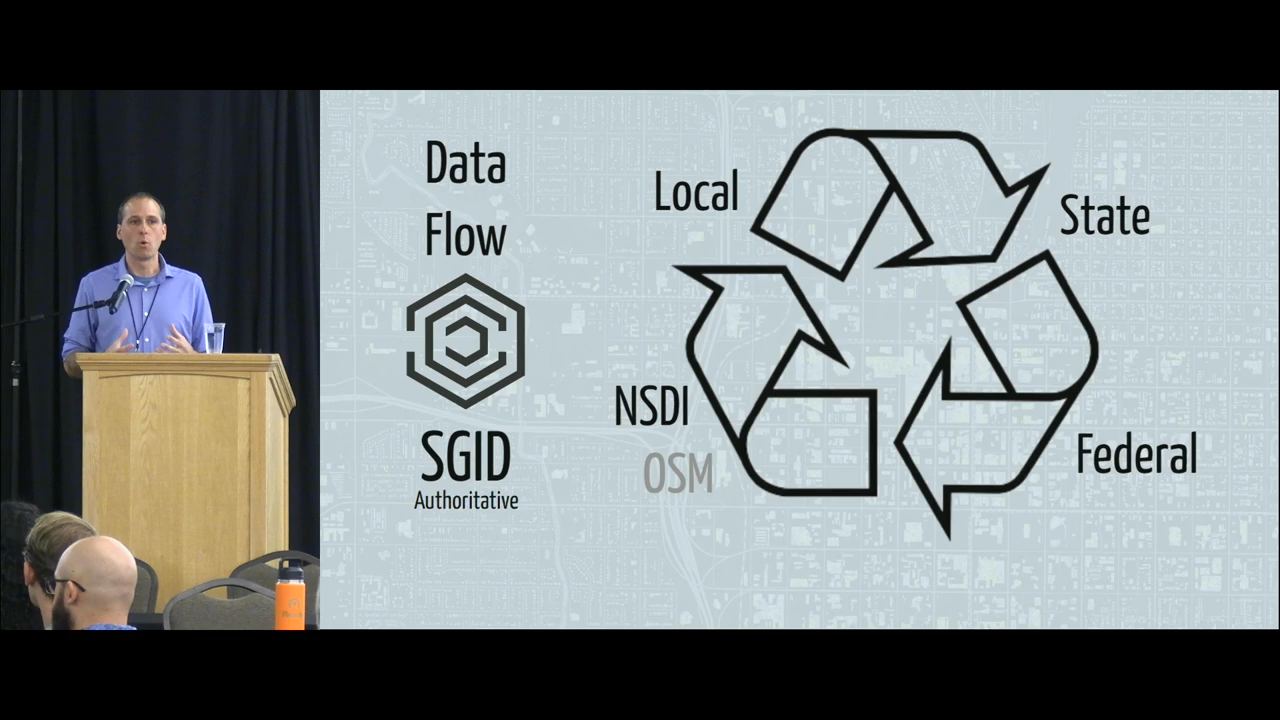 Data
Flow
SGID
Authoritative
Local
State
NSDI
OSM
Federal